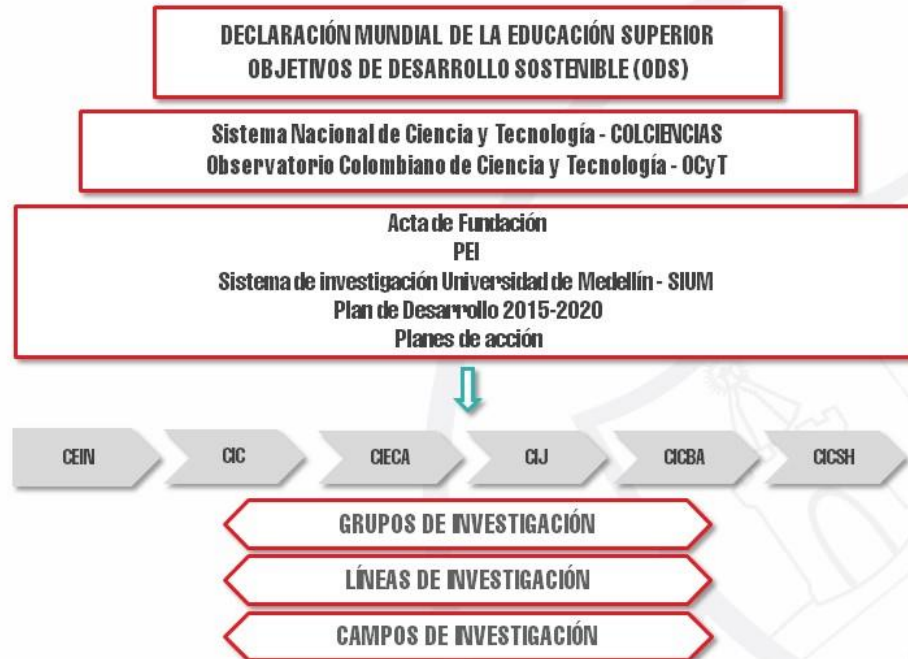 DECLARACIÓN MUNDIAL DE LA EDUCACIÓN SUPERIOR
OBJETIVOS DE DESARROLLO SOSTENIBLE (ODS)
Sistema Nacional de Ciencia y Tecnología - COLCIENCIAS
Observatorio Colombiano de Ciencia y Tecnología - OCyT
Acta de Fundación
PEI
Sistema de investigación Universidad de Medellín - SIUM
Plan de Desarrollo 2015-2020
Planes de acción
CEIN CIC CIECA CIJ CICBA CICSH
GRUPOS DE INVESTIGACIÓN
LÍNEAS DE INVESTIGACIÓN
CAMPOS DE INVESTIGACIÓN